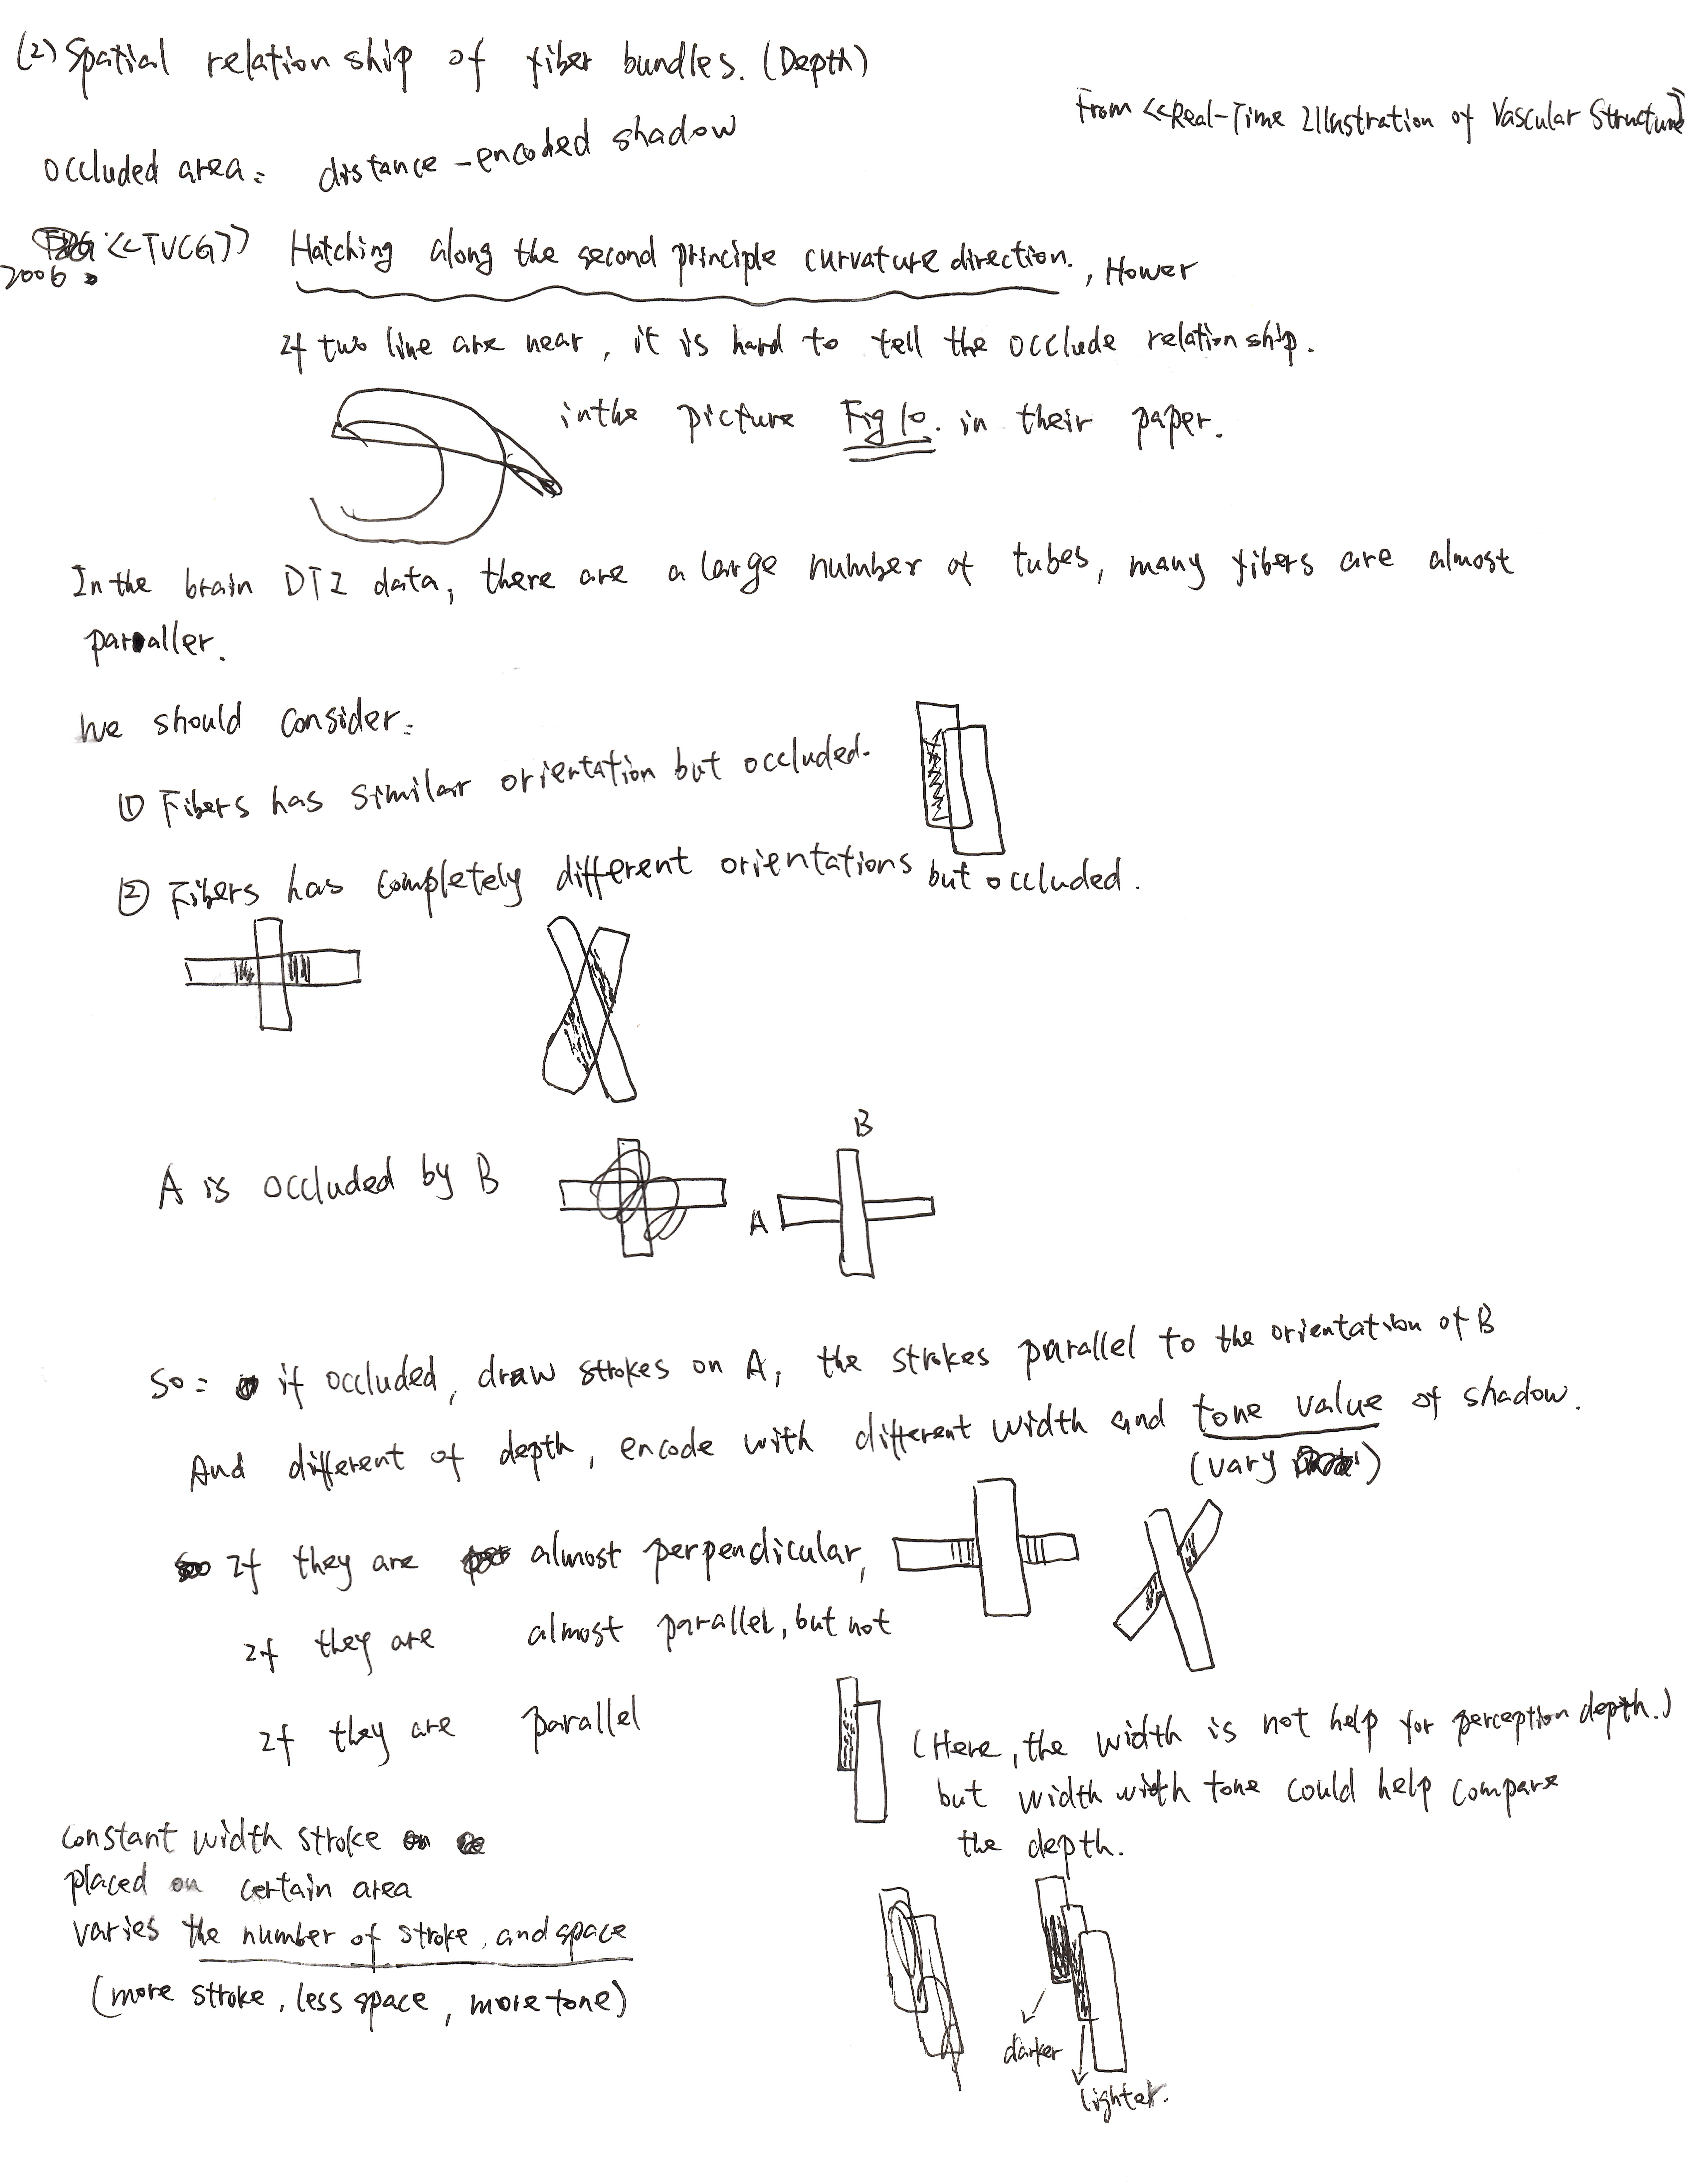 (2) Spatial relationship of fiber bundles. (Depth)
From <<Real-Time Illustration of Vascular Structure]
occluded area: distance-encoded shadow
<<TVCG>> Hatching along the second principle curvature direction., Hower
2006
If two line are near, it is hard to tell the occlude relationship.
in the picture Fig 10. in their paper.
In the brain DTI data, there are a large number of tubes, many fibers are almost
paraller.
We should consider:
① Fibers has similar orientation but occluded.
② Fibers has completely different orientations but occluded.
B
A is occluded by B
A
So: if occluded, draw strokes on A, the strokes parallel to the orientation of B
And different of depth, encode with different width and tone value of shadow.
(vary )
If they are almost perpendicular,
If they are almost parallel, but not
If they are parallel
(Here, the width is not help for perception depth.)
but width with tone could help compare
the depth.
constant width stroke
placed on certain area
varies the number of stroke, and space
(more stroke, less space, more tone)
darker
lighter.